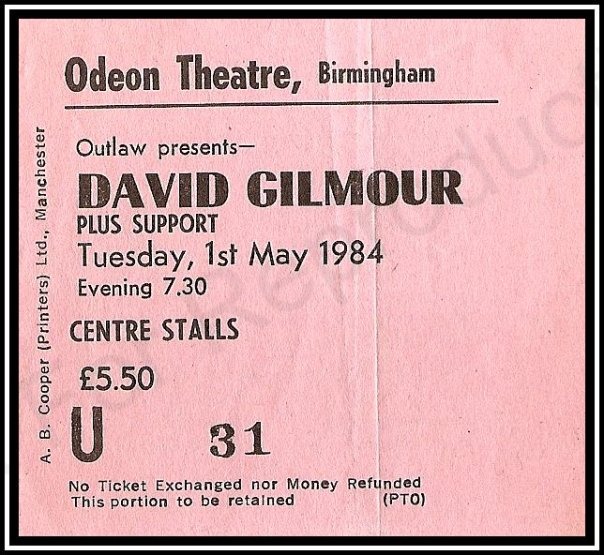 Odeon Theatre, Birmingham
Outlaw presents—
DAVID GILMOUR
PLUS SUPPORT
Tuesday, 1st May 1984
Evening 7.30
CENTRE STALLS
£5.50
U 31
No Ticket Exchanged nor Money Refunded
This portion to be retained (PTO)
A. B. Cooper (Printers) Ltd., Manchester